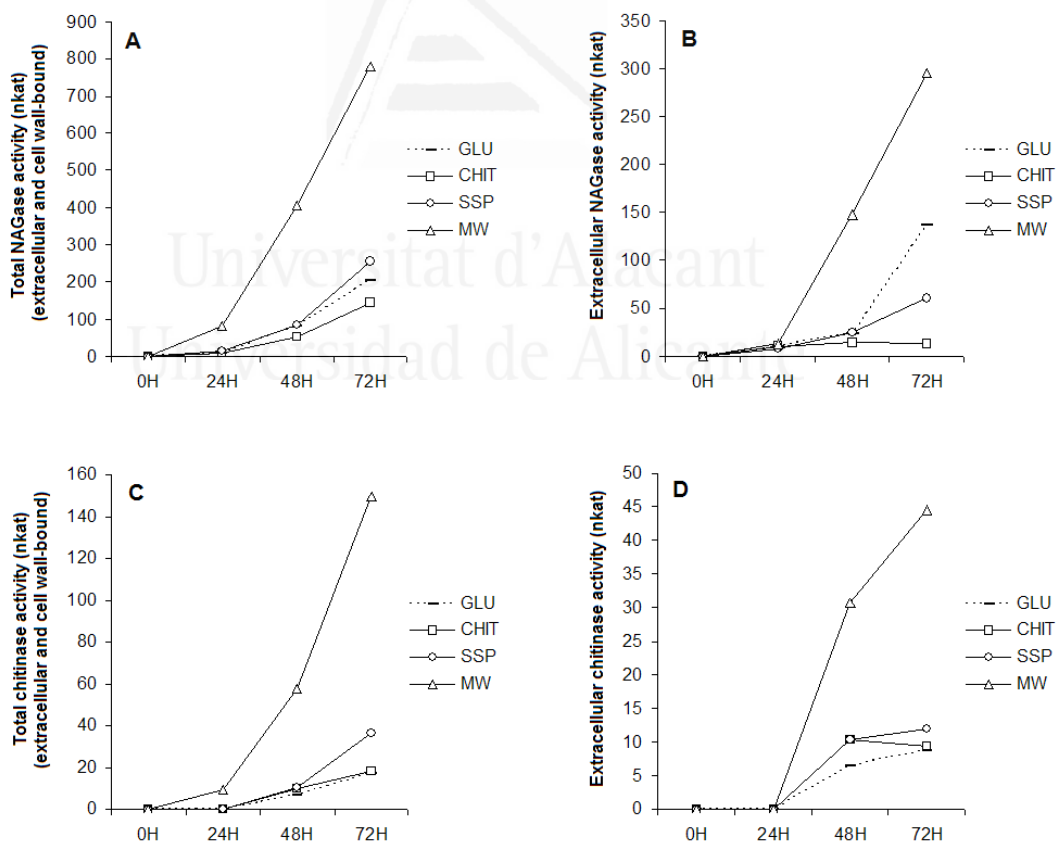 A
Total NAGase activity (nkat)
(extracellular and cell wall-bound)
900
800
700
600
500
400
300
200
100
0
0H 24H 48H 72H
GLU
CHIT
SSP
MW
B
Extracellular NAGase activity (nkat)
350
300
250
200
150
100
50
0
0H 24H 48H 72H
GLU
CHIT
SSP
MW
Universitat d'Alacant
Universidad de Alicante
C
Total chitinase activity (nkat)
(extracellular and cell wall-bound)
160
140
120
100
80
60
40
20
0
0H 24H 48H 72H
GLU
CHIT
SSP
MW
D
Extracellular chitinase activity (nkat)
50
45
40
35
30
25
20
15
10
5
0
0H 24H 48H 72H
GLU
CHIT
SSP
MW